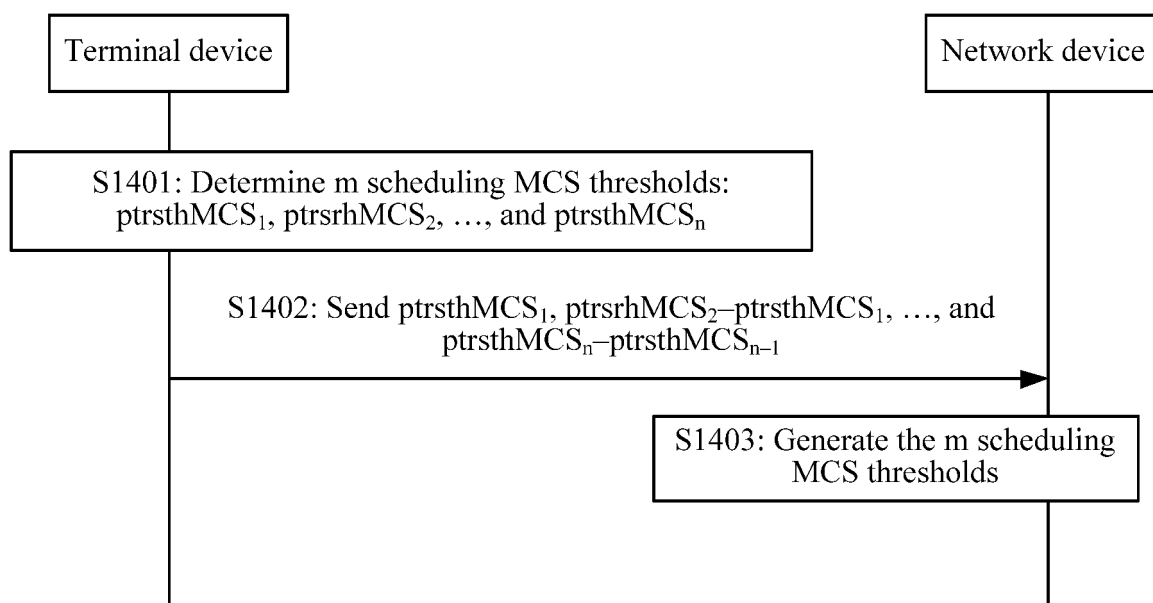 Terminal device
Network device
S1401: Determine m scheduling MCS thresholds:
ptrsthMCS₁, ptrsrhMCS₂, …, and ptrsthMCSₙ
S1402: Send ptrsthMCS₁, ptrsrhMCS₂–ptrsthMCS₁, …, and
ptrsthMCSₙ–ptrsthMCSₙ₋₁
S1403: Generate the m scheduling
MCS thresholds